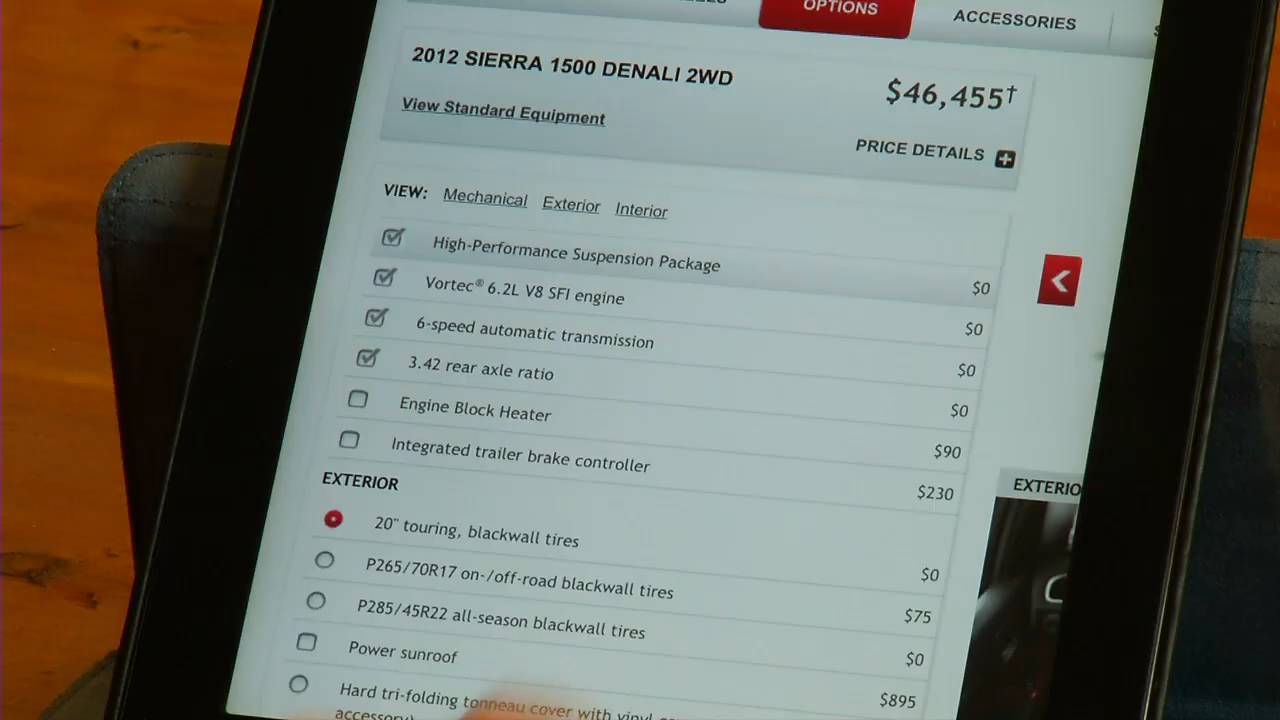 OPTIONS
ACCESSORIES
2012 SIERRA 1500 DENALI 2WD
$46,455†
View Standard Equipment
PRICE DETAILS
VIEW: Mechanical Exterior Interior
High-Performance Suspension Package $0
Vortec® 6.2L V8 SFI engine $0
6-speed automatic transmission $0
3.42 rear axle ratio $0
Engine Block Heater $90
Integrated trailer brake controller $230
EXTERIOR
20" touring, blackwall tires $0
P265/70R17 on-/off-road blackwall tires $75
P285/45R22 all-season blackwall tires $0
Power sunroof $895
Hard tri-folding tonneau cover with vinyl
accessory)
EXTERIO